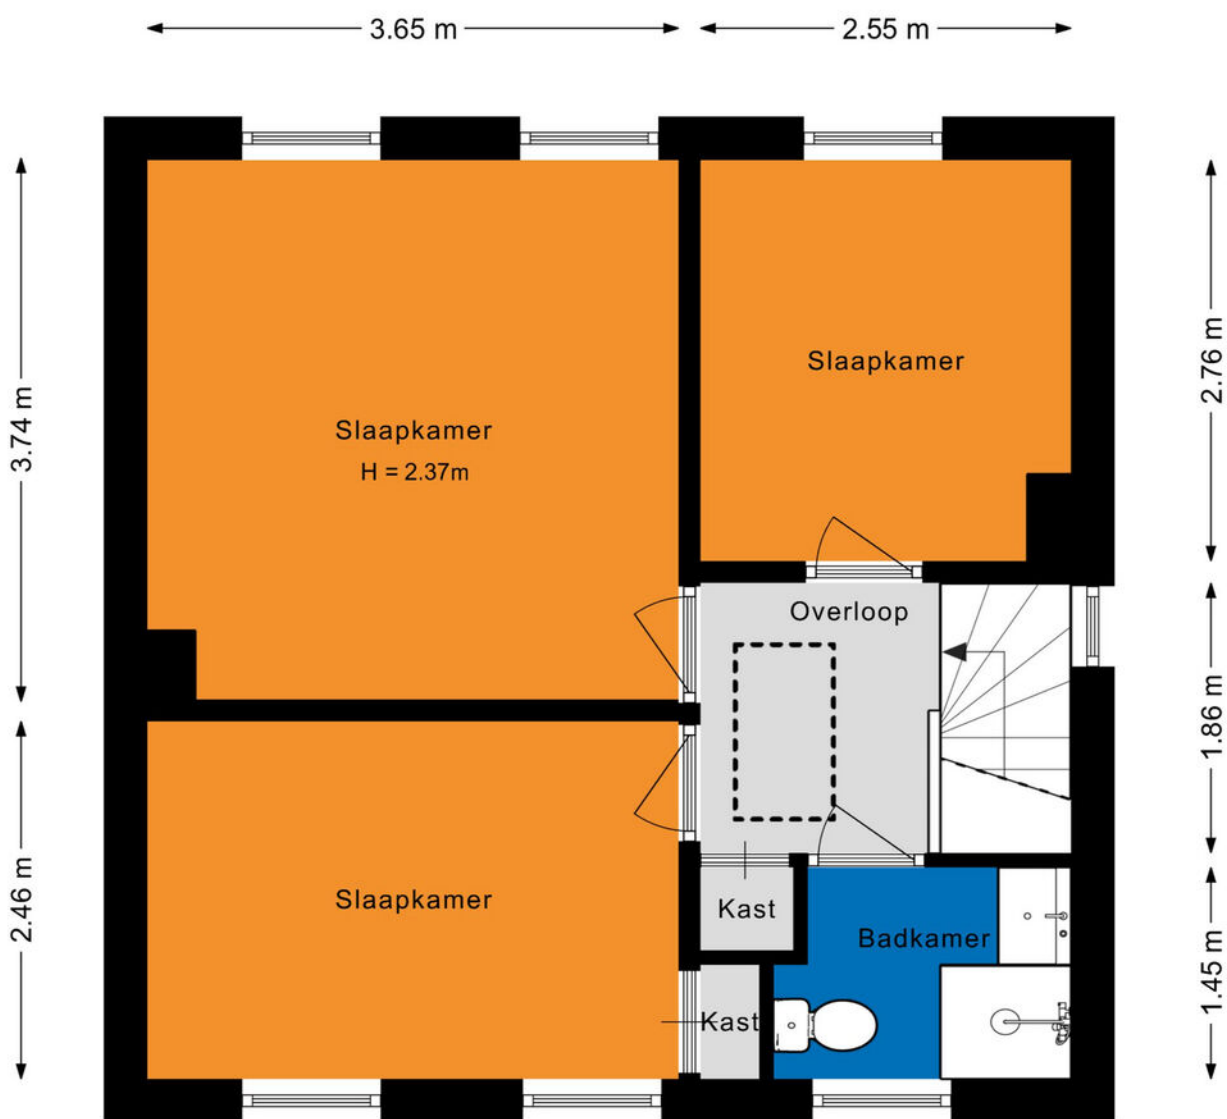 3.65 m
2.55 m
3.74 m
2.76 m
Slaapkamer
Slaapkamer
H = 2.37m
Overloop
1.86 m
2.46 m
Slaapkamer
Kast
Badkamer
1.45 m
Kast